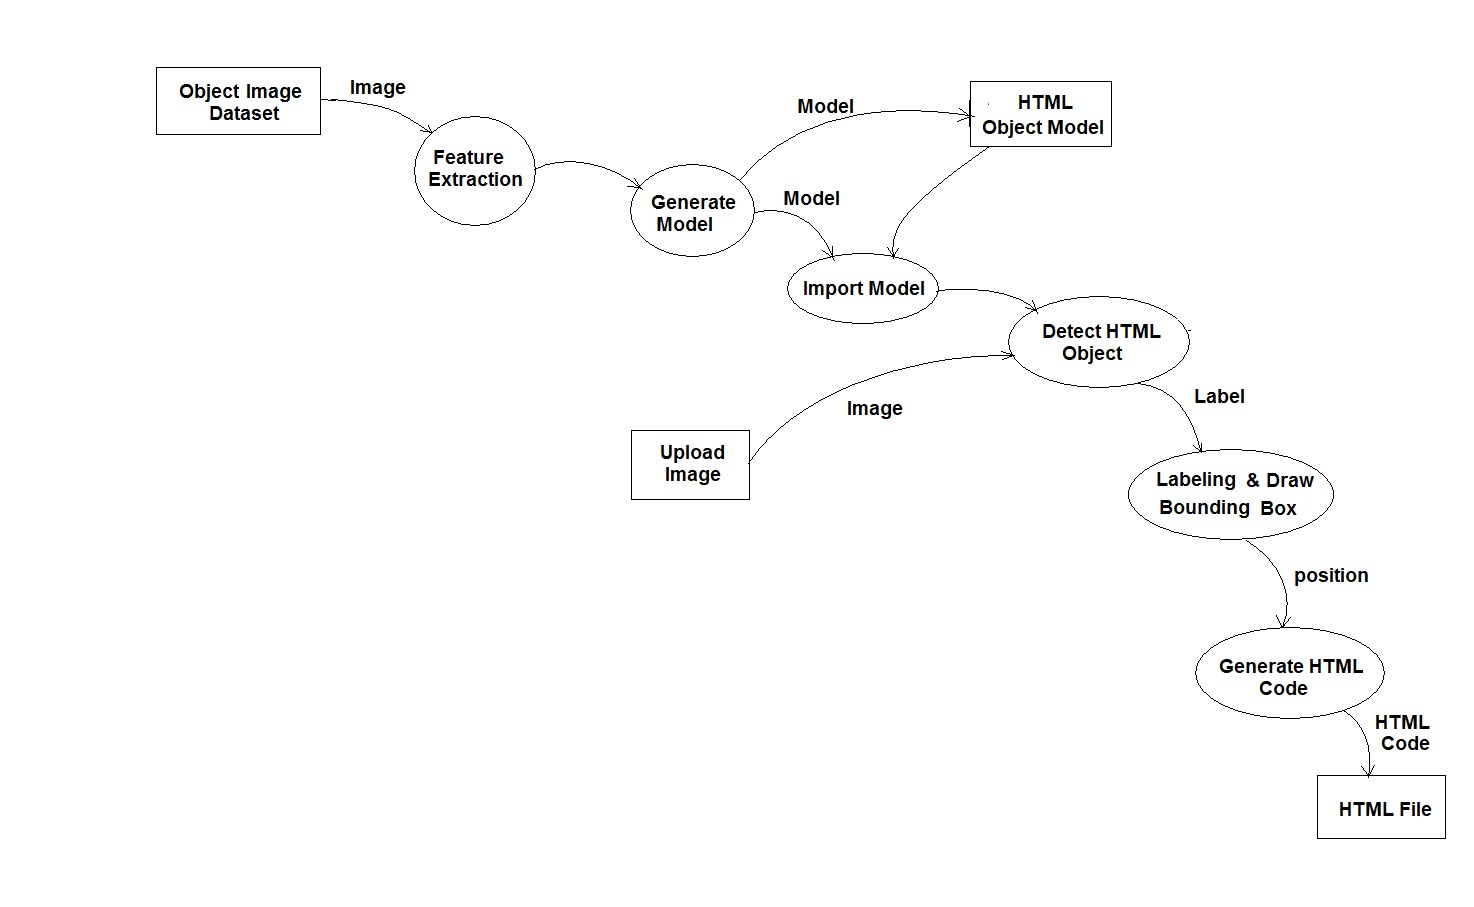 Object Image
Dataset
Image
Feature
Extraction
Generate
Model
Model
Model
HTML
Object Model
Import Model
Detect HTML
Object
Upload
Image
Image
Label
Labeling & Draw
Bounding Box
position
Generate HTML
Code
HTML
Code
HTML File